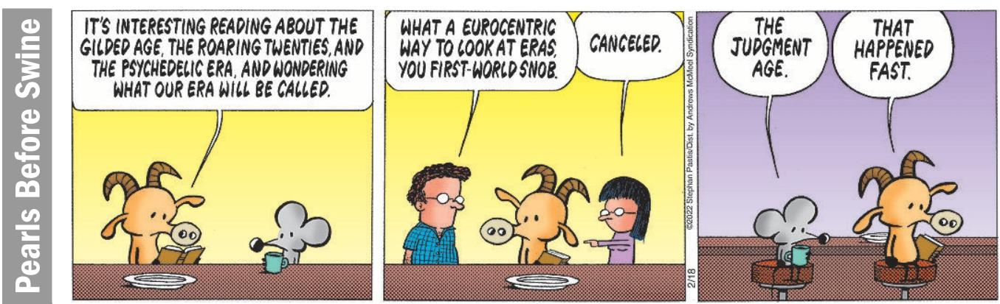 Pearls Before Swine
IT'S INTERESTING READING ABOUT THE
GILDED AGE, THE ROARING TWENTIES, AND
THE PSYCHEDELIC ERA, AND WONDERING
WHAT OUR ERA WILL BE CALLED.
WHAT A EUROCENTRIC
WAY TO LOOK AT ERAS,
YOU FIRST-WORLD SNOB.
CANCELED.
©2022 Stephan Pastis/Dist. by Andrews McMeel Syndication
2/18
THE
JUDGMENT
AGE.
THAT
HAPPENED
FAST.